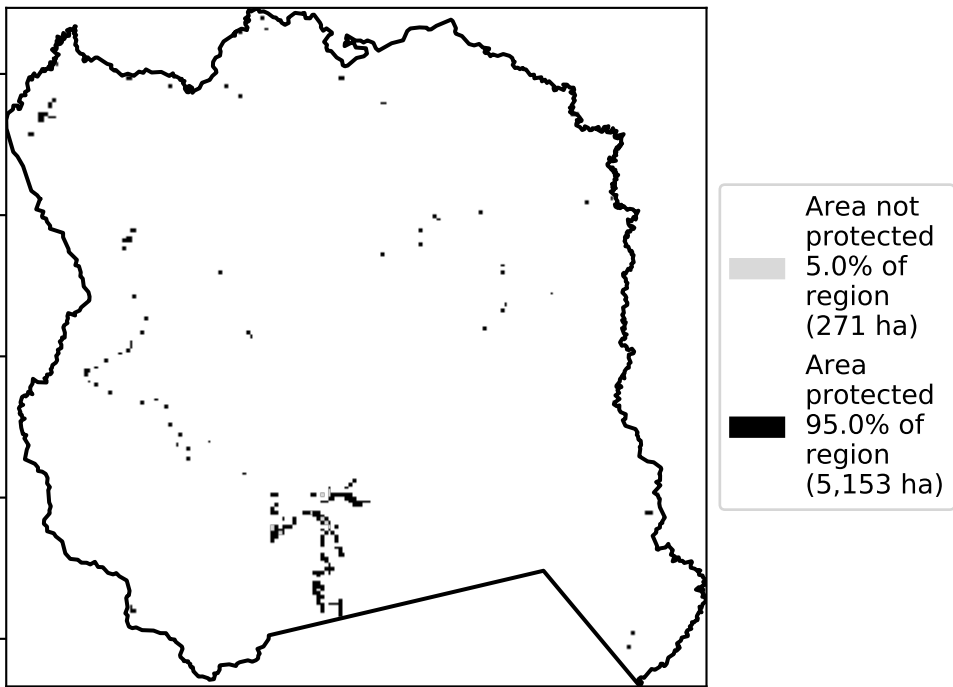 Area not
protected
5.0% of
region
(271 ha)
Area
protected
95.0% of
region
(5,153 ha)